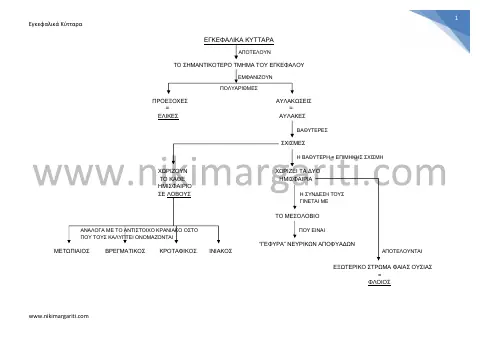 1
Εγκεφαλικά Κύτταρα
ΕΓΚΕΦΑΛΙΚΑ ΚΥΤΤΑΡΑ
ΑΠΟΤΕΛΟΥΝ
ΤΟ ΣΗΜΑΝΤΙΚΟΤΕΡΟ ΤΜΗΜΑ ΤΟΥ ΕΓΚΕΦΑΛΟΥ
ΕΜΦΑΝΙΖΟΥΝ
ΠΟΛΥΑΡΙΘΜΕΣ
ΠΡΟΕΞΟΧΕΣ
=
ΕΛΙΚΕΣ
ΑΥΛΑΚΩΣΕΙΣ
=
ΑΥΛΑΚΕΣ
ΒΑΘΥΤΕΡΕΣ
ΣΧΙΣΜΕΣ
Η ΒΑΘΥΤΕΡΗ = ΕΠΙΜΗΚΗΣ ΣΧΙΣΜΗ
ΧΩΡΙΖΟΥΝ
ΤΟ ΚΑΘΕ
ΗΜΙΣΦΑΙΡΙΟ
ΣΕ ΛΟΒΟΥΣ
ΧΩΡΙΖΕΙ ΤΑ ΔΥΟ
ΗΜΙΣΦΑΙΡΙΑ
www.nikimargariti.com
Η ΣΥΝΔΕΣΗ ΤΟΥΣ
ΓΙΝΕΤΑΙ ΜΕ
ΤΟ ΜΕΣΟΛΟΒΙΟ
ΑΝΑΛΟΓΑ ΜΕ ΤΟ ΑΝΤΙΣΤΟΙΧΟ ΚΡΑΝΙΑΚΟ ΟΣΤΟ
ΠΟΥ ΤΟΥΣ ΚΑΛΥΠΤΕΙ ΟΝΟΜΑΖΟΝΤΑΙ
ΠΟΥ ΕΙΝΑΙ
"ΓΕΦΥΡΑ" ΝΕΥΡΙΚΩΝ ΑΠΟΦΥΑΔΩΝ
ΜΕΤΩΠΙΑΙΟΣ ΒΡΕΓΜΑΤΙΚΟΣ ΚΡΟΤΑΦΙΚΟΣ ΙΝΙΑΚΟΣ
ΑΠΟΤΕΛΟΥΝΤΑΙ
ΕΞΩΤΕΡΙΚΟ ΣΤΡΩΜΑ ΦΑΙΑΣ ΟΥΣΙΑΣ
=
ΦΛΟΙΟΣ
www.nikimargariti.com